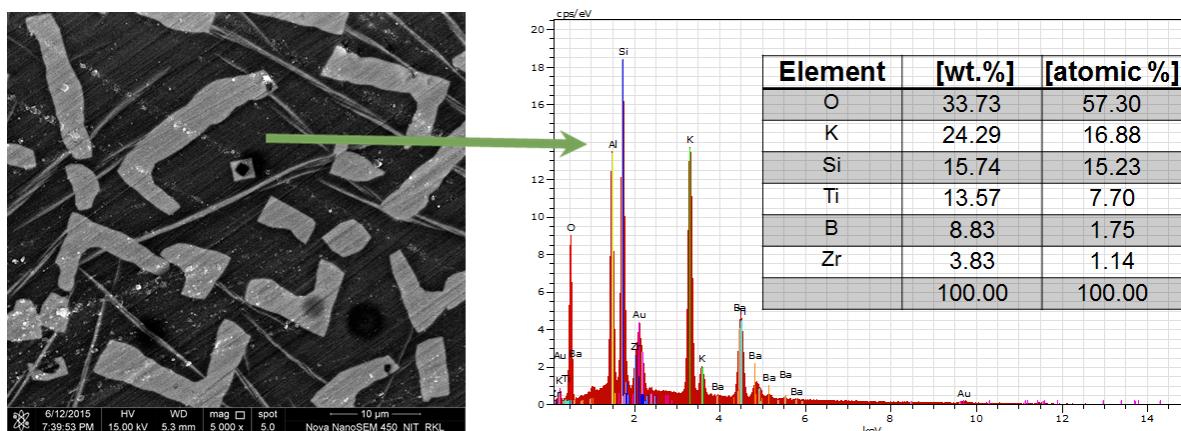 6/12/2015 HV WD mag □ spot 10 µm
7:39:53 PM 15.00 kV 5.3 mm 5 000 x 5.0 Nova NanoSEM 450 NIT_RKL
cps/eV
20
18
16
14
12
10
8
6
4
2
0
Si
Al
K
O
Au
Ba
K
Au
Ba
K
Ba
Ba
Ba
Ba
Ba
Au
2 4 6 8 10 12 14
keV
Element [wt.%] [atomic %]
O 33.73 57.30
K 24.29 16.88
Si 15.74 15.23
Ti 13.57 7.70
B 8.83 1.75
Zr 3.83 1.14
100.00 100.00